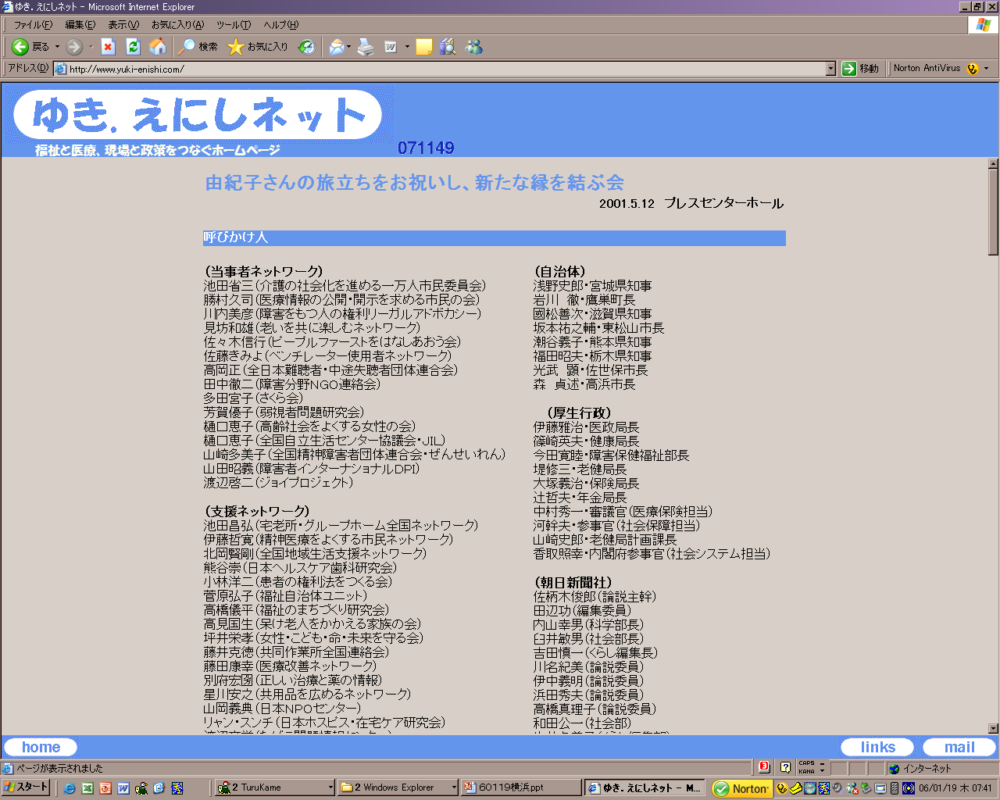 ゆき. えにしネット - Microsoft Internet Explorer
ファイル(F) 編集(E) 表示(V) お気に入り(A) ツール(T) ヘルプ(H)
戻る 検索 お気に入り
アドレス(D) http://www.yuki-enishi.com/ 移動 Norton AntiVirus
ゆき. えにしネット
福祉と医療、現場と政策をつなぐホームページ
071149
由紀子さんの旅立ちをお祝いし、新たな縁を結ぶ会
2001.5.12 プレスセンターホール
呼びかけ人
(当事者ネットワーク)
池田省三(介護の社会化を進める一万人市民委員会)
勝村久司(医療情報の公開・開示を求める市民の会)
川内美彦(障害をもつ人の権利リーガルアドボカシー)
見坊和雄(老いを共に楽しむネットワーク)
佐々木信行(ピープルファーストをはなしあおう会)
佐藤きみよ(ベンチレーター使用者ネットワーク)
高岡正(全日本難聴者・中途失聴者団体連合会)
田中徹二(障害分野NGO連絡会)
多田宮子(さくら会)
芳賀優子(弱視者問題研究会)
樋口恵子(高齢社会をよくする女性の会)
樋口恵子(全国自立生活センター協議会・JIL)
山崎多美子(全国精神障害者団体連合会・ぜんせいれん)
山田昭義(障害者インターナショナルDPI)
渡辺啓二(ジョイプロジェクト)
(支援ネットワーク)
池田昌弘(宅老所・グループホーム全国ネットワーク)
伊藤哲寛(精神医療をよくする市民ネットワーク)
北岡賢剛(全国地域生活支援ネットワーク)
熊谷崇(日本ヘルスケア歯科研究会)
小林洋二(患者の権利法をつくる会)
菅原弘子(福祉自治体ユニット)
高橋儀平(福祉のまちづくり研究会)
高見国生(呆け老人をかかえる家族の会)
坪井栄孝(女性・こども・命・未来を守る会)
藤井克徳(共同作業所全国連絡会)
藤田康幸(医療改善ネットワーク)
別府宏圀(正しい治療と薬の情報)
星川安之(共用品を広めるネットワーク)
山岡義典(日本NPOセンター)
リャン・スンチ(日本ホスピス・在宅ケア研究会)
(自治体)
浅野史郎・宮城県知事
岩川 徹・鷹巣町長
國松善次・滋賀県知事
坂本祐之輔・東松山市長
潮谷義子・熊本県知事
福田昭夫・栃木県知事
光武 顕・佐世保市長
森 貞述・高浜市長
(厚生行政)
伊藤雅治・医政局長
篠崎英夫・健康局長
今田寛睦・障害保健福祉部長
堤修三・老健局長
大塚義治・保険局長
辻哲夫・年金局長
中村秀一・審議官(医療保険担当)
河幹夫・参事官(社会保障担当)
山崎史郎・老健局計画課長
香取照幸・内閣府参事官(社会システム担当)
(朝日新聞社)
佐柄木俊郎(論説主幹)
田辺功(編集委員)
内山幸男(科学部長)
臼井敏男(社会部長)
吉田慎一(くらし編集長)
川名紀美(論説委員)
伊中義明(論説委員)
浜田秀夫(論説委員)
高橋真理子(論説委員)
和田公一(社会部)
home links mail
ページが表示されました CAPS KANA インターネット
スタート 2 TuruKame 2 Windows Explorer 60119横浜.ppt ゆき. えにしネット - M... Norton 06/01/19 木 07:41